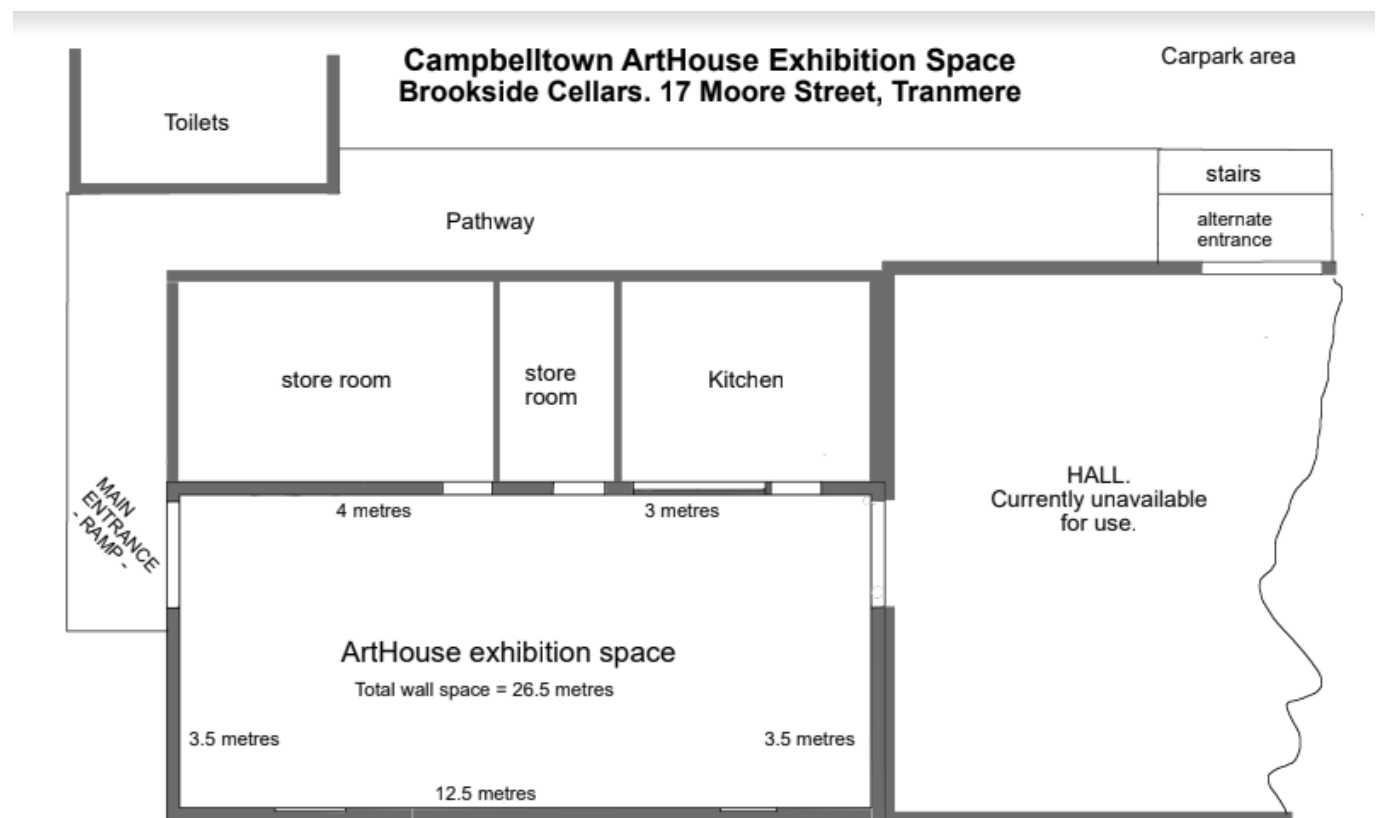 Campbelltown ArtHouse Exhibition Space
Brookside Cellars. 17 Moore Street, Tranmere
Carpark area
Toilets
stairs
Pathway
alternate
entrance
store room
store
room
Kitchen
HALL.
Currently unavailable
for use.
MAIN
ENTRANCE
- RAMP -
4 metres
3 metres
ArtHouse exhibition space
Total wall space = 26.5 metres
3.5 metres
3.5 metres
12.5 metres